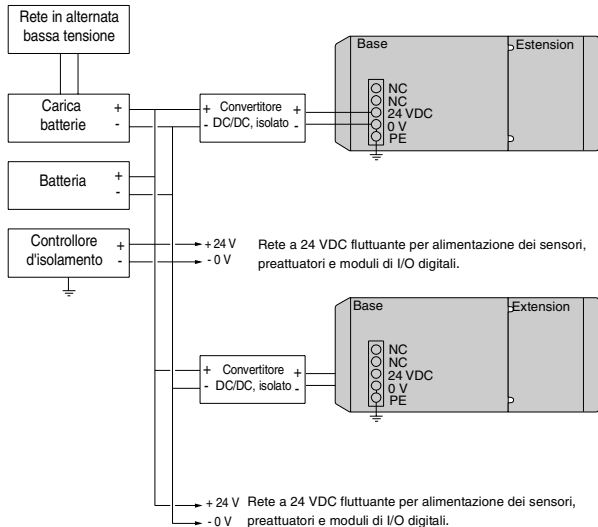 Rete in alternata
bassa tensione
Base
Estension
NC
NC
24 VDC
0 V
PE
Carica
batterie
+
-
+ Convertitore +
- DC/DC, isolato -
Batteria
+
-
Controllore
d'isolamento
+
-
+ 24 V
- 0 V
Rete a 24 VDC fluttuante per alimentazione dei sensori,
preattuatori e moduli di I/O digitali.
Base
Extension
NC
NC
24 VDC
0 V
PE
+ Convertitore +
- DC/DC, isolato -
+ 24 V Rete a 24 VDC fluttuante per alimentazione dei sensori,
- 0 V preattuatori e moduli di I/O digitali.